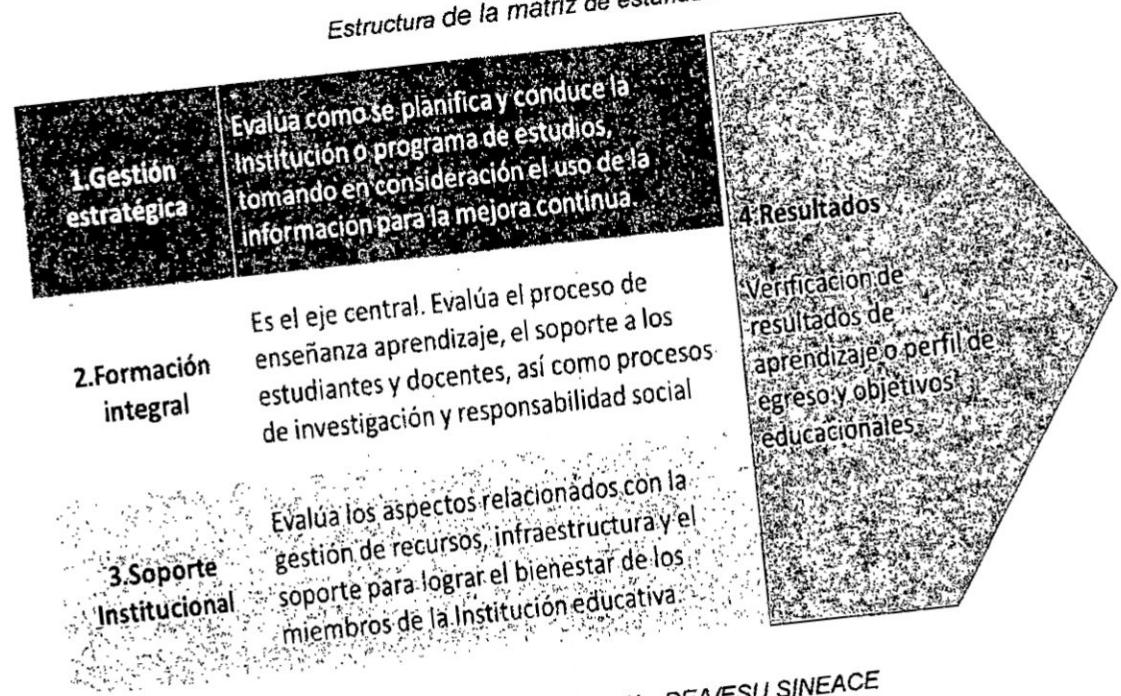 Estructura de la matriz de
1.Gestión
estratégica
Evalúa como se planifica y conduce la
Institución o programa de estudios,
tomando en consideración el uso de la
información para la mejora continua.
2.Formación
integral
Es el eje central. Evalúa el proceso de
enseñanza aprendizaje, el soporte a los
estudiantes y docentes, así como procesos
de investigación y responsabilidad social
3.Soporte
Institucional
Evalúa los aspectos relacionados con la
gestión de recursos, infraestructura y el
soporte para lograr el bienestar de los
miembros de la Institución educativa.
4.Resultados
Verificación de
resultados de
aprendizaje o perfil de
egreso y objetivos
educacionales
DEA/ESU SINEACE